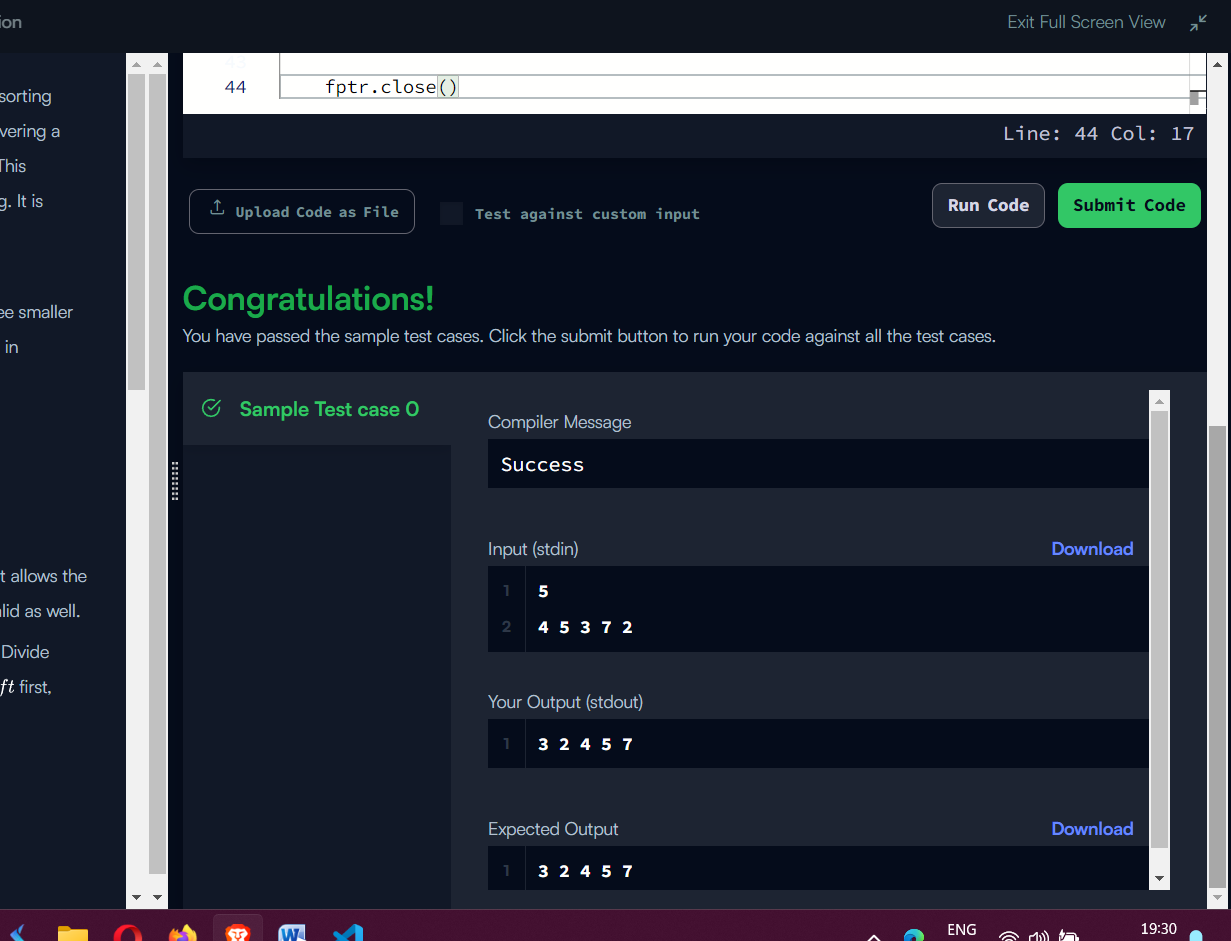 ion
Exit Full Screen View
sorting
vering a
This
g. It is
ee smaller
in
t allows the
lid as well.
Divide
ft first,
43
44 fptr.close()
Line: 44 Col: 17
Upload Code as File
Test against custom input
Run Code
Submit Code
Congratulations!
You have passed the sample test cases. Click the submit button to run your code against all the test cases.
Sample Test case 0
Compiler Message
Success
Input (stdin)
Download
1 5
2 4 5 3 7 2
Your Output (stdout)
1 3 2 4 5 7
Expected Output
Download
1 3 2 4 5 7
W
ENG
19:30